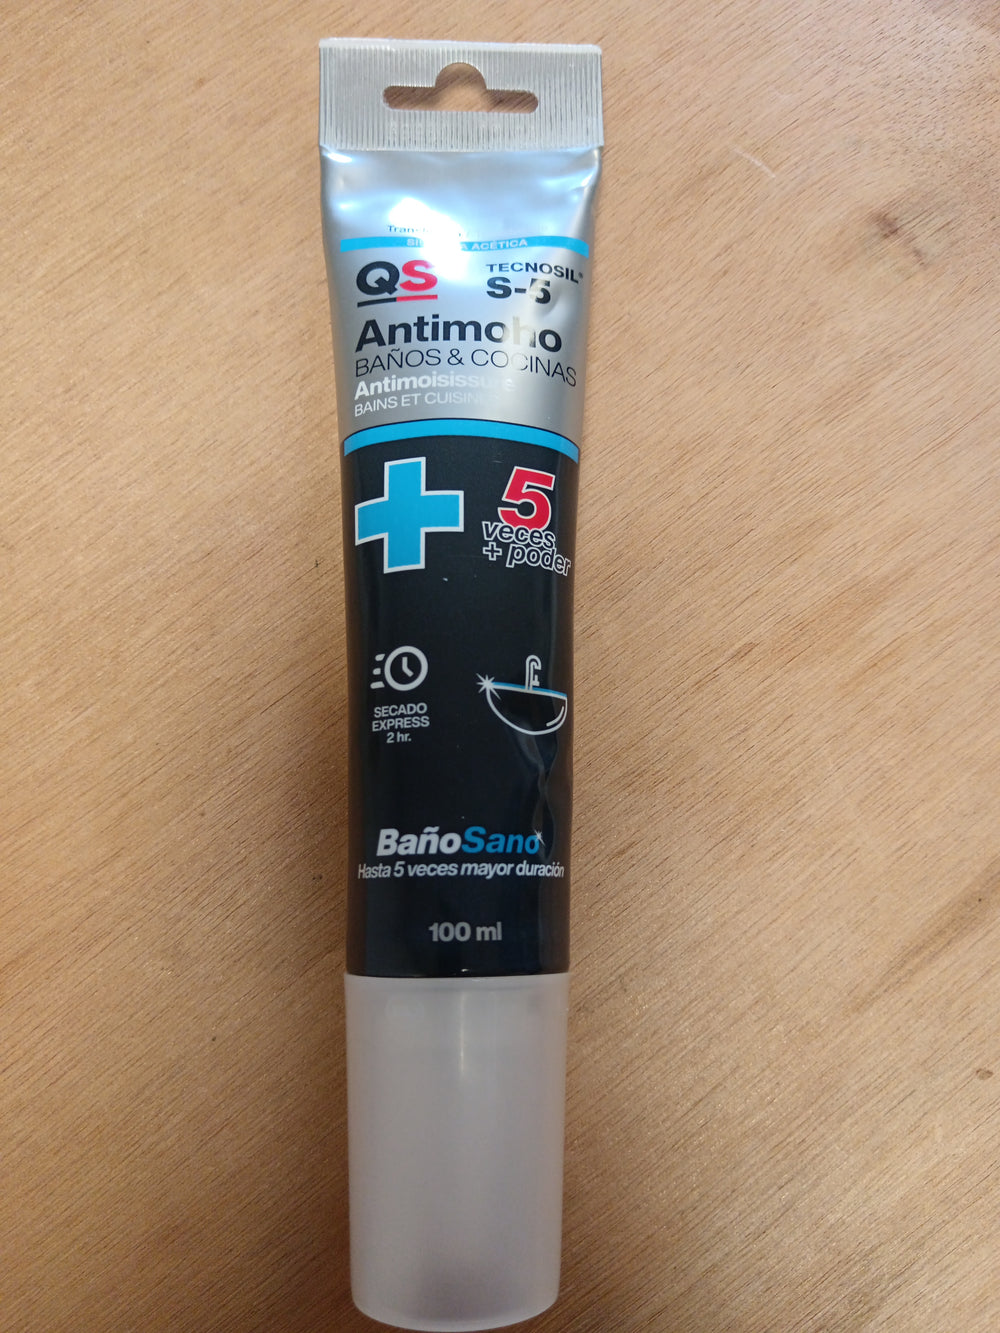 SILICONA ACÉTICA
QS
TECNOSIL®
S-5
Antimoho
BAÑOS & COCINAS
Antimoisissure
BAINS ET CUISINES
5
veces
+ poder
SECADO
EXPRESS
2 hr.
BañoSano
Hasta 5 veces mayor duración
100 ml